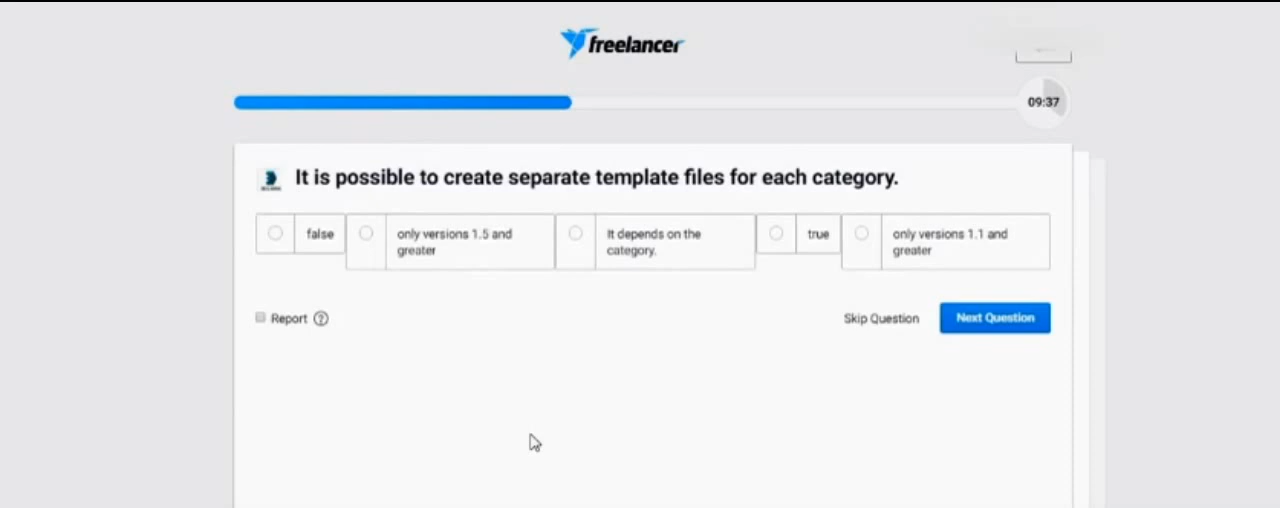 freelancer
09:37
It is possible to create separate template files for each category.
false
only versions 1.5 and
greater
It depends on the
category.
true
only versions 1.1 and
greater
Report ?
Skip Question
Next Question